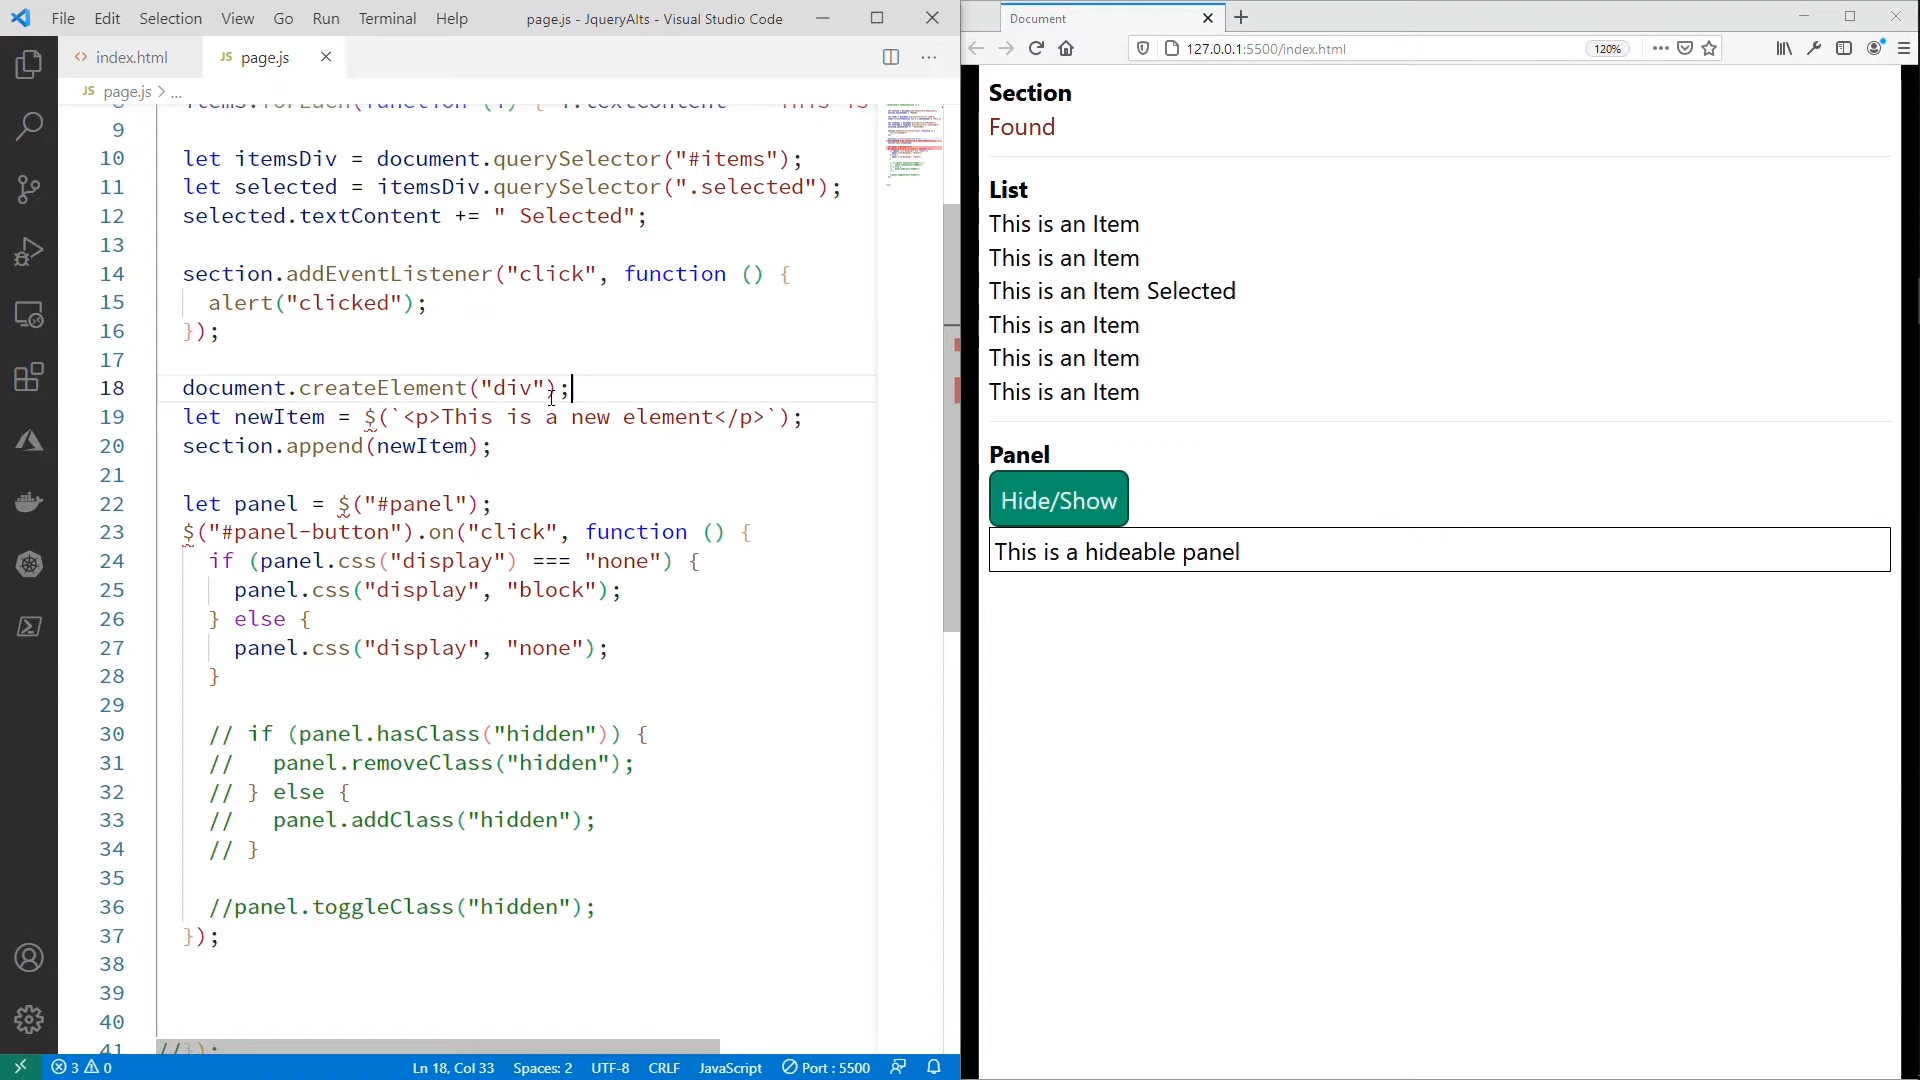 File Edit Selection View Go Run Terminal Help page.js - JqueryAlts - Visual Studio Code
<> index.html JS page.js
JS page.js > ...
9
10 let itemsDiv = document.querySelector("#items");
11 let selected = itemsDiv.querySelector(".selected");
12 selected.textContent += " Selected";
13
14 section.addEventListener("click", function () {
15 alert("clicked");
16 });
17
18 document.createElement("div");
19 let newItem = $(`<p>This is a new element</p>`);
20 section.append(newItem);
21
22 let panel = $("#panel");
23 $("#panel-button").on("click", function () {
24 if (panel.css("display") === "none") {
25 panel.css("display", "block");
26 } else {
27 panel.css("display", "none");
28 }
29
30 // if (panel.hasClass("hidden")) {
31 //   panel.removeClass("hidden");
32 // } else {
33 //   panel.addClass("hidden");
34 // }
35
36 //panel.toggleClass("hidden");
37 });
38
39
40
41 //});
3 0 Ln 18, Col 33 Spaces: 2 UTF-8 CRLF JavaScript Port : 5500
Document
127.0.0.1:5500/index.html 120%
Section
Found
List
This is an Item
This is an Item
This is an Item Selected
This is an Item
This is an Item
This is an Item
Panel
Hide/Show
This is a hideable panel